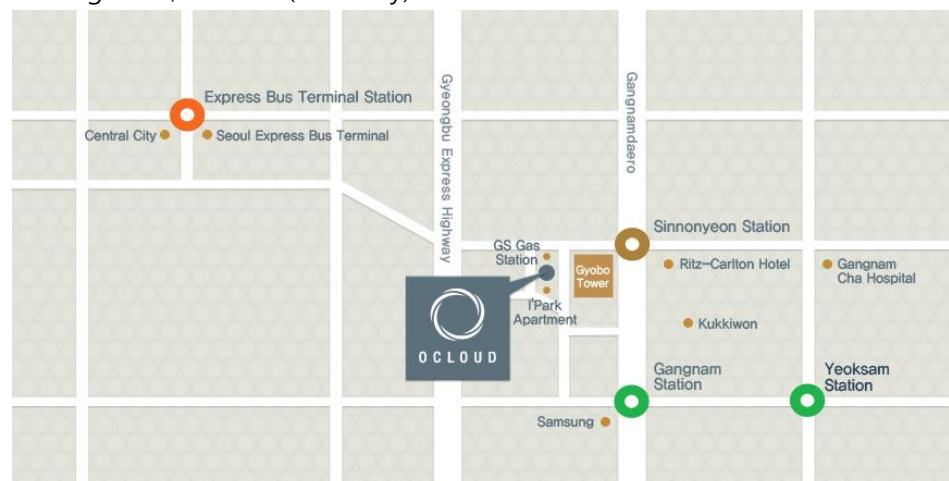 Express Bus Terminal Station
Central City
Seoul Express Bus Terminal
Gyeongbu Express Highway
Gangnamdaero
Sinnonyeon Station
GS Gas
Station
Gyobo
Tower
Ritz-Carlton Hotel
Gangnam
Cha Hospital
I'Park
Apartment
OCLOUD
Kukkiwon
Gangnam
Station
Yeoksam
Station
Samsung